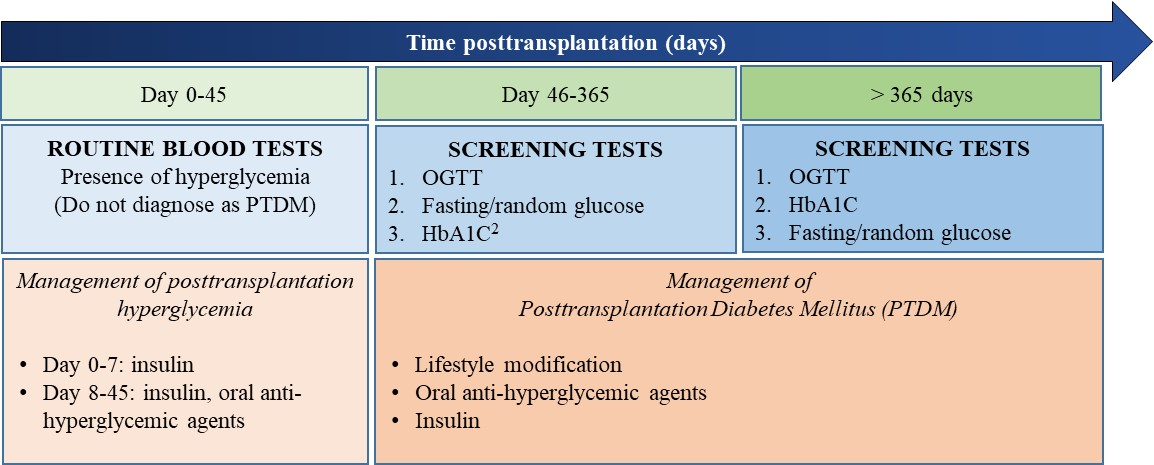 Time posttransplantation (days)
Day 0-45
Day 46-365
> 365 days
ROUTINE BLOOD TESTS
Presence of hyperglycemia
(Do not diagnose as PTDM)
SCREENING TESTS
1. OGTT
2. Fasting/random glucose
3. HbA1C²
SCREENING TESTS
1. OGTT
2. HbA1C
3. Fasting/random glucose
Management of posttransplantation
hyperglycemia
• Day 0-7: insulin
• Day 8-45: insulin, oral anti-
hyperglycemic agents
Management of
Posttransplantation Diabetes Mellitus (PTDM)
• Lifestyle modification
• Oral anti-hyperglycemic agents
• Insulin